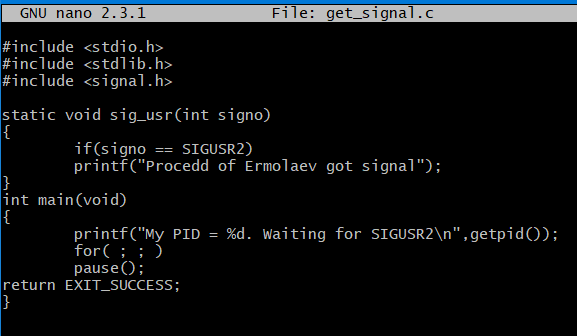 GNU nano 2.3.1 File: get_signal.c
#include <stdio.h>
#include <stdlib.h>
#include <signal.h>
static void sig_usr(int signo)
{
if(signo == SIGUSR2)
printf("Procedd of Ermolaev got signal");
}
int main(void)
{
printf("My PID = %d. Waiting for SIGUSR2\n",getpid());
for( ; ; )
pause();
return EXIT_SUCCESS;
}